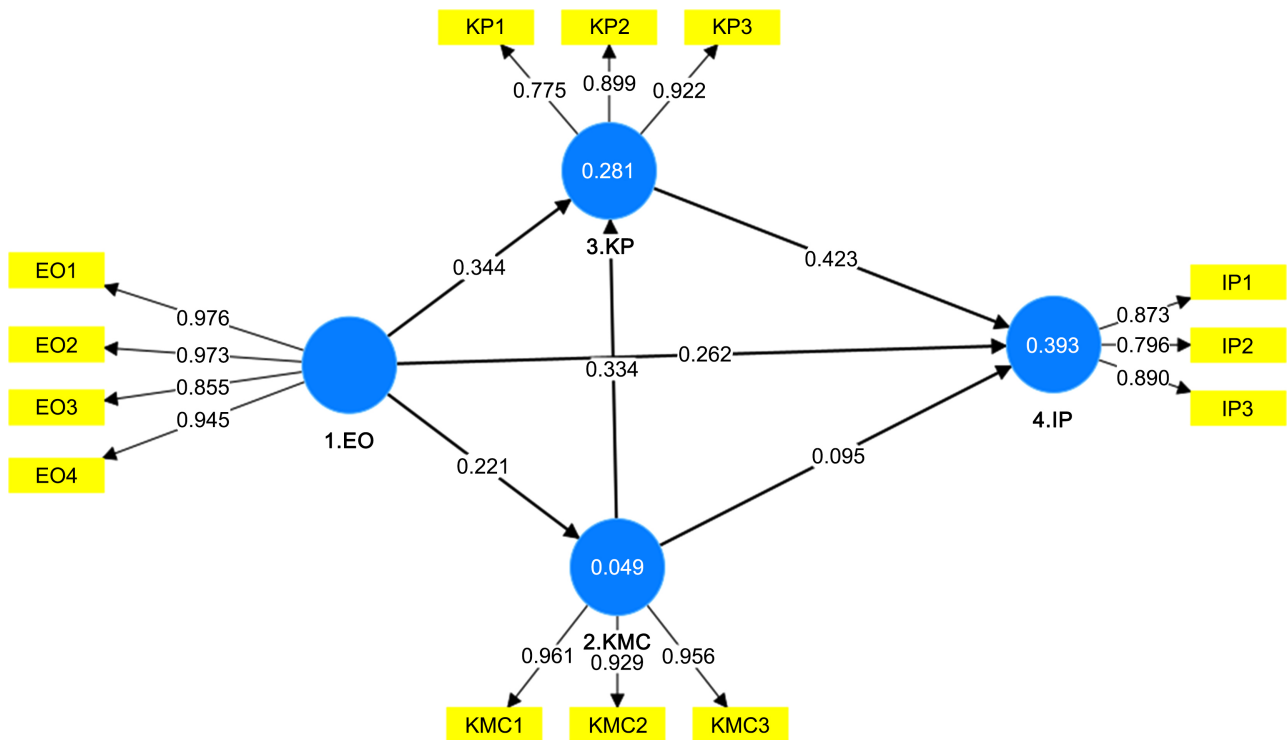 KP1 KP2 KP3
0.775 0.899 0.922
0.281
3.KP
0.344
0.423
EO1
EO2
EO3
EO4
0.976
0.973
0.855
0.945
1.EO
0.262
0.334
0.393
4.IP
0.873
0.796
0.890
IP1
IP2
IP3
0.221
0.095
0.049
2.KMC
0.961 0.929 0.956
KMC1 KMC2 KMC3